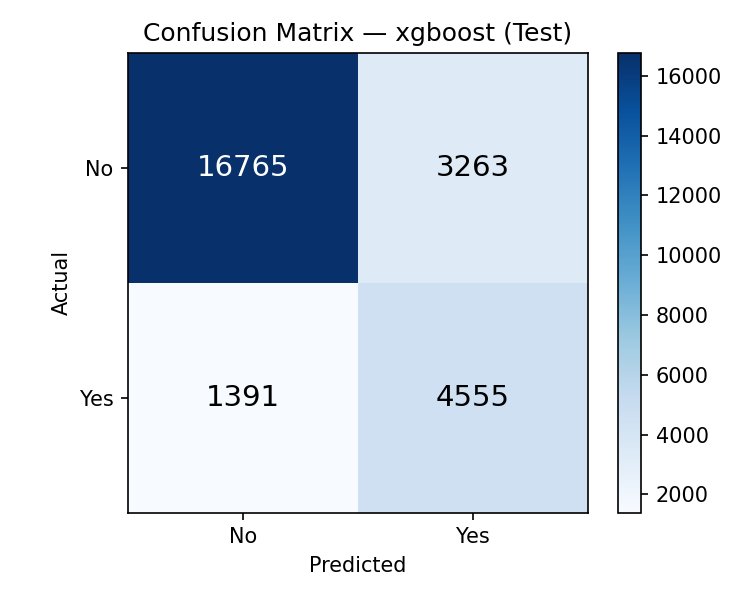 Confusion Matrix — xgboost (Test)
No
16765
3263
Yes
1391
4555
Actual
No
Yes
Predicted
16000
14000
12000
10000
8000
6000
4000
2000